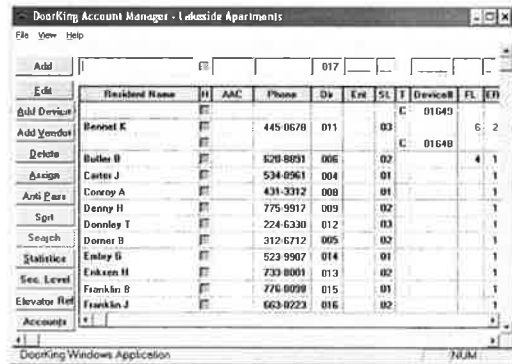 DoorKing Account Manager - Lakeside Apartments
File View Help
Add 017
Edit Resident Name H AAC Phone Dir Ent SL T Device# FL
Add Device C 01649
Add Vendor Bennet K 445-0678 011 03 6 2
C 01648
Delete Butler B 02 4 1
Assign Carter J 534-0961 004 01 1
Anti Pass Conroy A 431-3312 008 01 1
Denny H 775-9917 009 02 1
Sort Donnley T 224-6330 012 03 1
Search Dorner B 312-6712 005 02 1
Statistics Embry G 523-9907 014 01 1
Sec. Level Eriksen H 733-8001 013 02 1
Elevator Ref Franklin B 015 01 1
Accounts Franklin J 663-0223 016 02 1
DoorKing Windows Application NUM